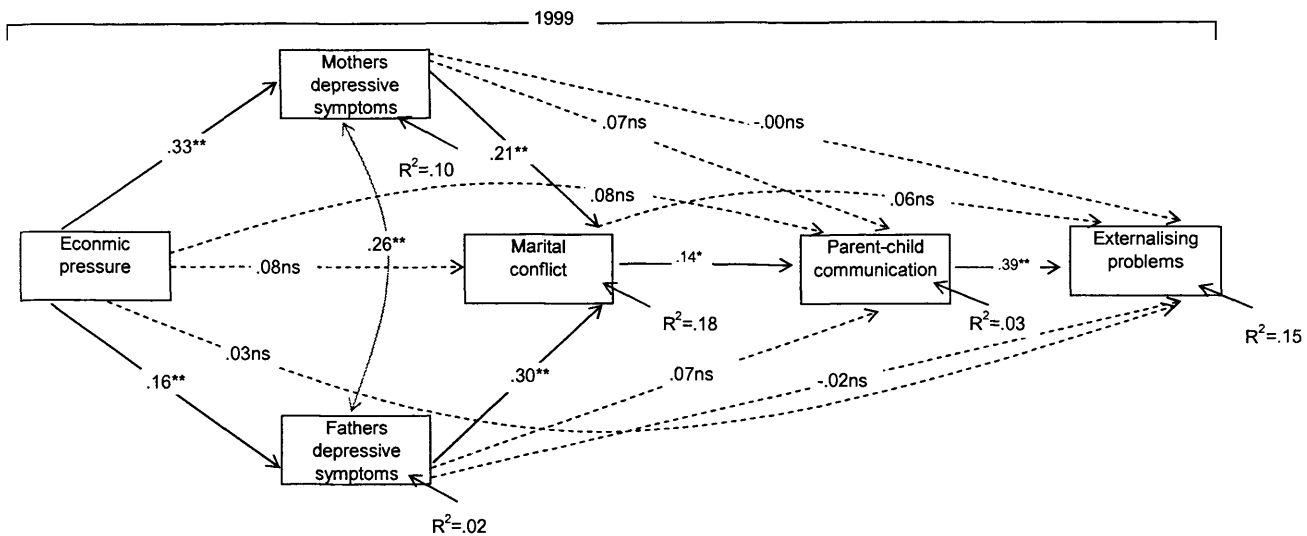 1999
Mothers
depressive
symptoms
.07ns
-.00ns
.33**
.21**
R²=.10
.08ns
.06ns
Econmic
pressure
.26**
.08ns
Marital
conflict
.14*
Parent-child
communication
.39**
Externalising
problems
R²=.18
R²=.03
R²=.15
.03ns
.16**
.30**
.07ns
-.02ns
Fathers
depressive
symptoms
R²=.02